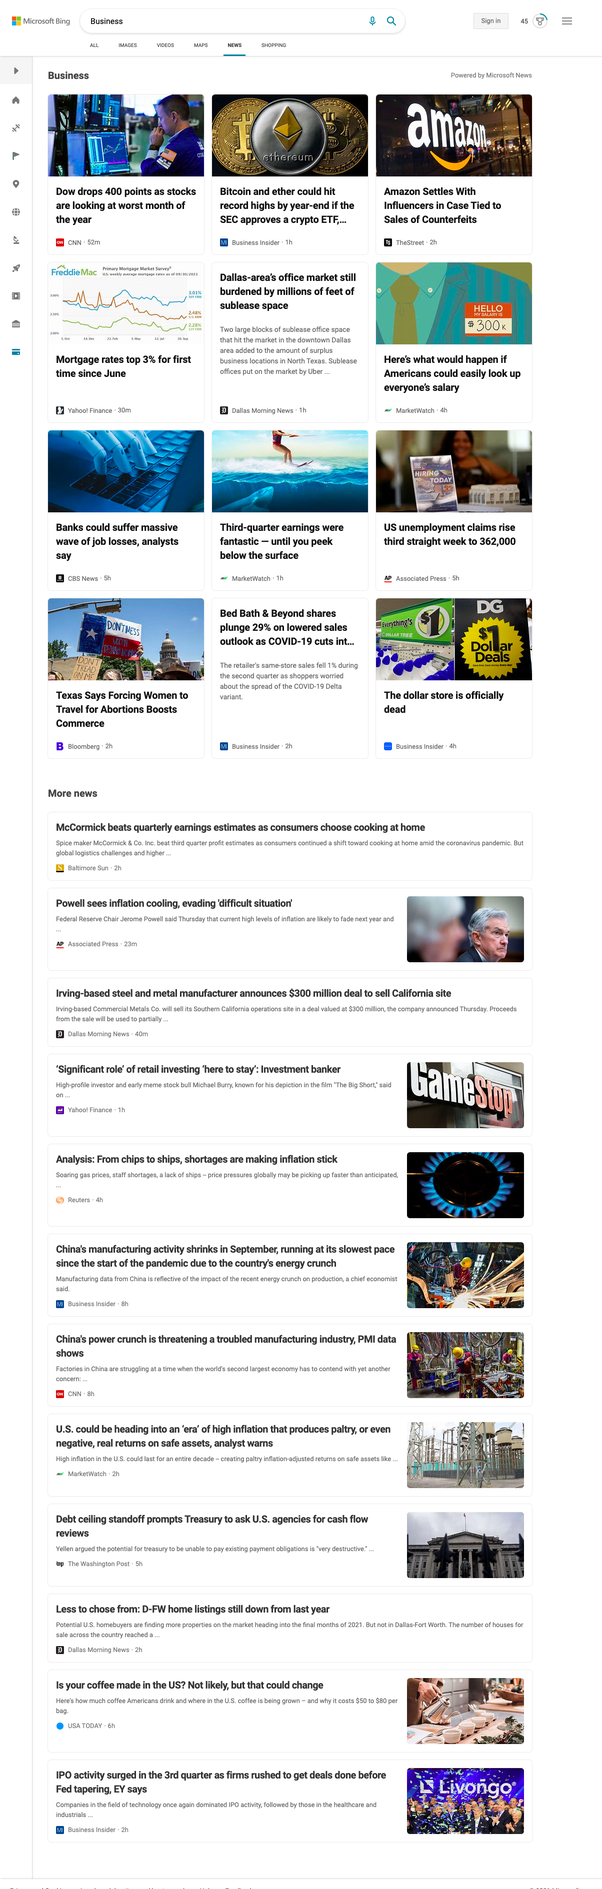 Microsoft Bing
Business
Sign in
45
ALL
IMAGES
VIDEOS
MAPS
NEWS
SHOPPING
Business
Powered by Microsoft News
Dow drops 400 points as stocks
are looking at worst month of
the year
CNN · 52m
ethereum
Bitcoin and ether could hit
record highs by year-end if the
SEC approves a crypto ETF,...
Business Insider · 1h
amazon
Amazon Settles With
Influencers in Case Tied to
Sales of Counterfeits
TheStreet · 2h
FreddieMac
Primary Mortgage Market Survey®
3.01%
2.48%
2.28%
Mortgage rates top 3% for first
time since June
Yahoo! Finance · 30m
Dallas-area's office market still
burdened by millions of feet of
sublease space
Two large blocks of sublease office space
that hit the market in the downtown Dallas
area added to the amount of surplus
business locations in North Texas. Sublease
offices put on the market by Uber ...
Dallas Morning News · 1h
HELLO
MY SALARY IS
$300k
Here's what would happen if
Americans could easily look up
everyone's salary
MarketWatch · 4h
Banks could suffer massive
wave of job losses, analysts
say
CBS News · 5h
Third-quarter earnings were
fantastic — until you peek
below the surface
MarketWatch · 1h
HIRING
TODAY
US unemployment claims rise
third straight week to 362,000
AP Associated Press · 5h
DON'T MESS
Texas Says Forcing Women to
Travel for Abortions Boosts
Commerce
Bloomberg · 2h
Bed Bath & Beyond shares
plunge 29% on lowered sales
outlook as COVID-19 cuts int...
The retailer's same-store sales fell 1% during
the second quarter as shoppers worried
about the spread of the COVID-19 Delta
variant.
Business Insider · 2h
Everything's
DOLLAR TREE
DG
$1
Dollar
Deals
The dollar store is officially
dead
Business Insider · 4h
More news
McCormick beats quarterly earnings estimates as consumers choose cooking at home
Spice maker McCormick & Co. Inc. beat third quarter profit estimates as consumers continued a shift toward cooking at home amid the coronavirus pandemic. But
global logistics challenges and higher ...
Baltimore Sun · 2h
Powell sees inflation cooling, evading 'difficult situation'
Federal Reserve Chair Jerome Powell said Thursday that current high levels of inflation are likely to fade next year and
...
AP Associated Press · 23m
Irving-based steel and metal manufacturer announces $300 million deal to sell California site
Irving-based Commercial Metals Co. will sell its Southern California operations site in a deal valued at $300 million, the company announced Thursday. Proceeds
from the sale will be used to partially ...
Dallas Morning News · 40m
'Significant role' of retail investing 'here to stay': Investment banker
High-profile investor and early meme stock bull Michael Burry, known for his depiction in the film "The Big Short," said
on ...
Yahoo! Finance · 1h
GameStop
Analysis: From chips to ships, shortages are making inflation stick
Soaring gas prices, staff shortages, a lack of ships – price pressures globally may be picking up faster than anticipated,
...
Reuters · 4h
China's manufacturing activity shrinks in September, running at its slowest pace
since the start of the pandemic due to the country's energy crunch
Manufacturing data from China is reflective of the impact of the recent energy crunch on production, a chief economist
said.
Business Insider · 8h
China's power crunch is threatening a troubled manufacturing industry, PMI data
shows
Factories in China are struggling at a time when the world's second largest economy has to contend with yet another
concern: ...
CNN · 8h
U.S. could be heading into an 'era' of high inflation that produces paltry, or even
negative, real returns on safe assets, analyst warns
High inflation in the U.S. could last for an entire decade – creating paltry inflation-adjusted returns on safe assets like ...
MarketWatch · 2h
Debt ceiling standoff prompts Treasury to ask U.S. agencies for cash flow
reviews
Yellen argued the potential for treasury to be unable to pay existing payment obligations is "very destructive." ...
The Washington Post · 5h
Less to chose from: D-FW home listings still down from last year
Potential U.S. homebuyers are finding more properties on the market heading into the final months of 2021. But not in Dallas-Fort Worth. The number of houses for
sale across the country reached a ...
Dallas Morning News · 2h
Is your coffee made in the US? Not likely, but that could change
Here's how much coffee Americans drink and where in the U.S. coffee is being grown – and why it costs $50 to $80 per
bag.
USA TODAY · 6h
IPO activity surged in the 3rd quarter as firms rushed to get deals done before
Fed tapering, EY says
Companies in the field of technology once again dominated IPO activity, followed by those in the healthcare and
industrials ...
Business Insider · 2h
Livongo